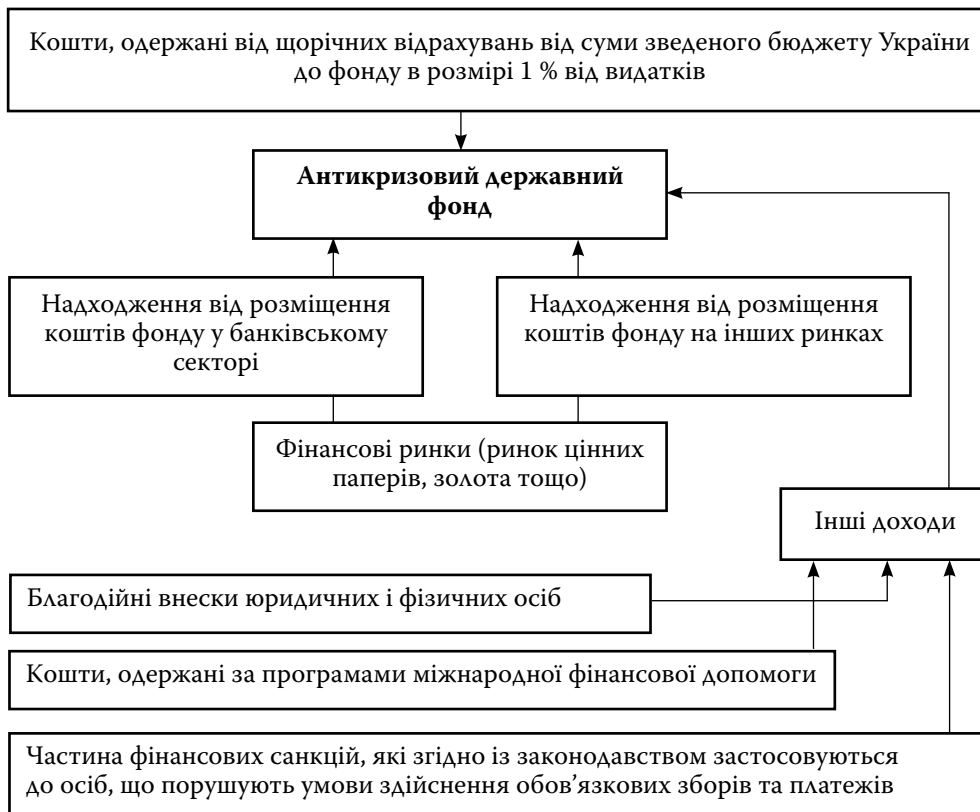 Кошти, одержані від щорічних відрахувань від суми зведеного бюджету України
до фонду в розмірі 1 % від видатків
Антикризовий державний
фонд
Надходження від розміщення
коштів фонду у банківському
секторі
Надходження від розміщення
коштів фонду на інших ринках
Фінансові ринки (ринок цінних
паперів, золота тощо)
Інші доходи
Благодійні внески юридичних і фізичних осіб
Кошти, одержані за програмами міжнародної фінансової допомоги
Частина фінансових санкцій, які згідно із законодавством застосовуються
до осіб, що порушують умови здійснення обов’язкових зборів та платежів